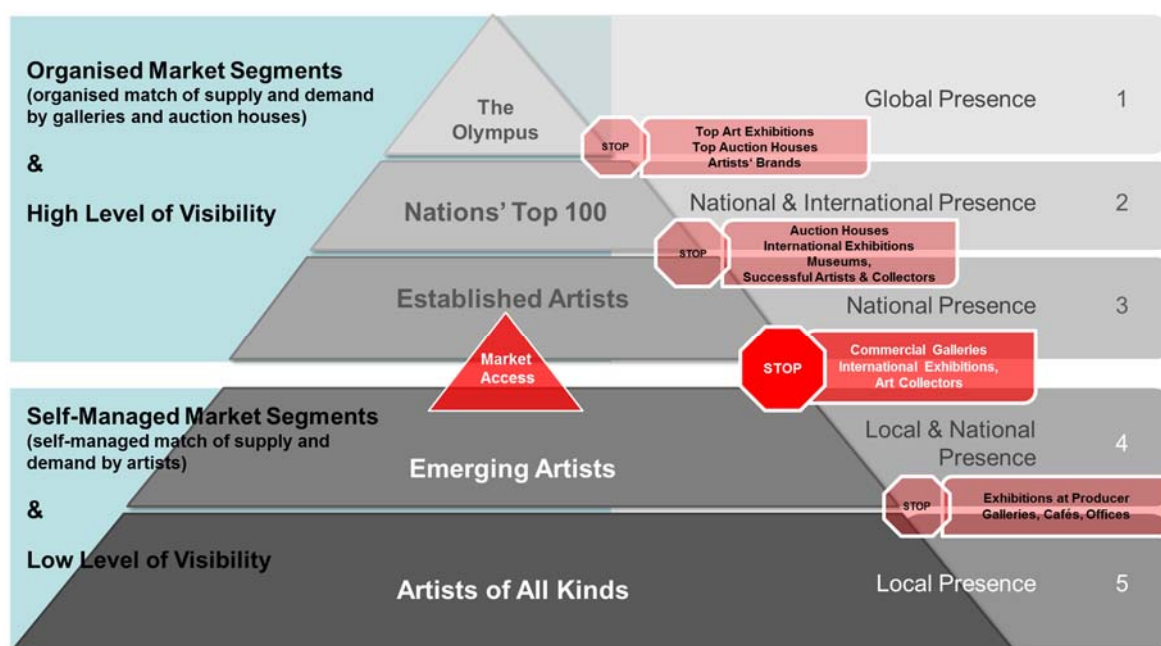 Organised Market Segments
(organised match of supply and demand
by galleries and auction houses)
&
High Level of Visibility
The
Olympus
Global Presence 1
STOP
Top Art Exhibitions
Top Auction Houses
Artists‘ Brands
Nations’ Top 100
National & International Presence 2
STOP
Auction Houses
International Exhibitions
Museums,
Successful Artists & Collectors
Established Artists
National Presence 3
Market
Access
STOP
Commercial Galleries
International Exhibitions,
Art Collectors
Self-Managed Market Segments
(self-managed match of supply and
demand by artists)
&
Low Level of Visibility
Emerging Artists
Local & National
Presence 4
STOP
Exhibitions at Producer
Galleries, Cafés, Offices
Artists of All Kinds
Local Presence 5